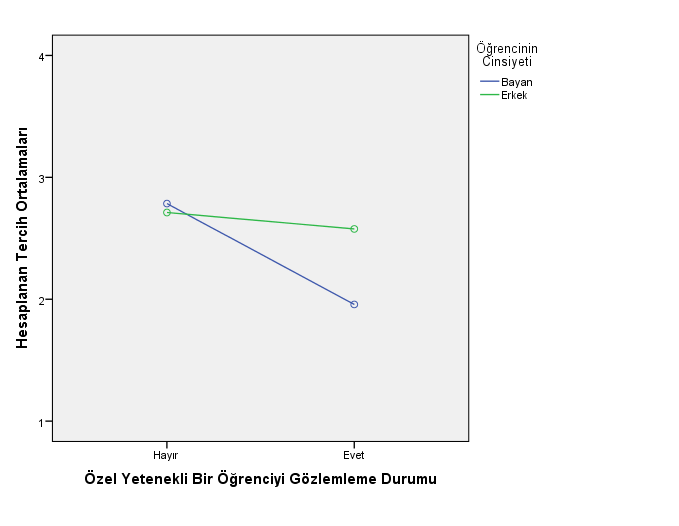 Öğrencinin
Cinsiyeti
Bayan
Erkek
Hesaplanan Tercih Ortalamaları
4
3
2
1
Hayır
Evet
Özel Yetenekli Bir Öğrenciyi Gözlemleme Durumu